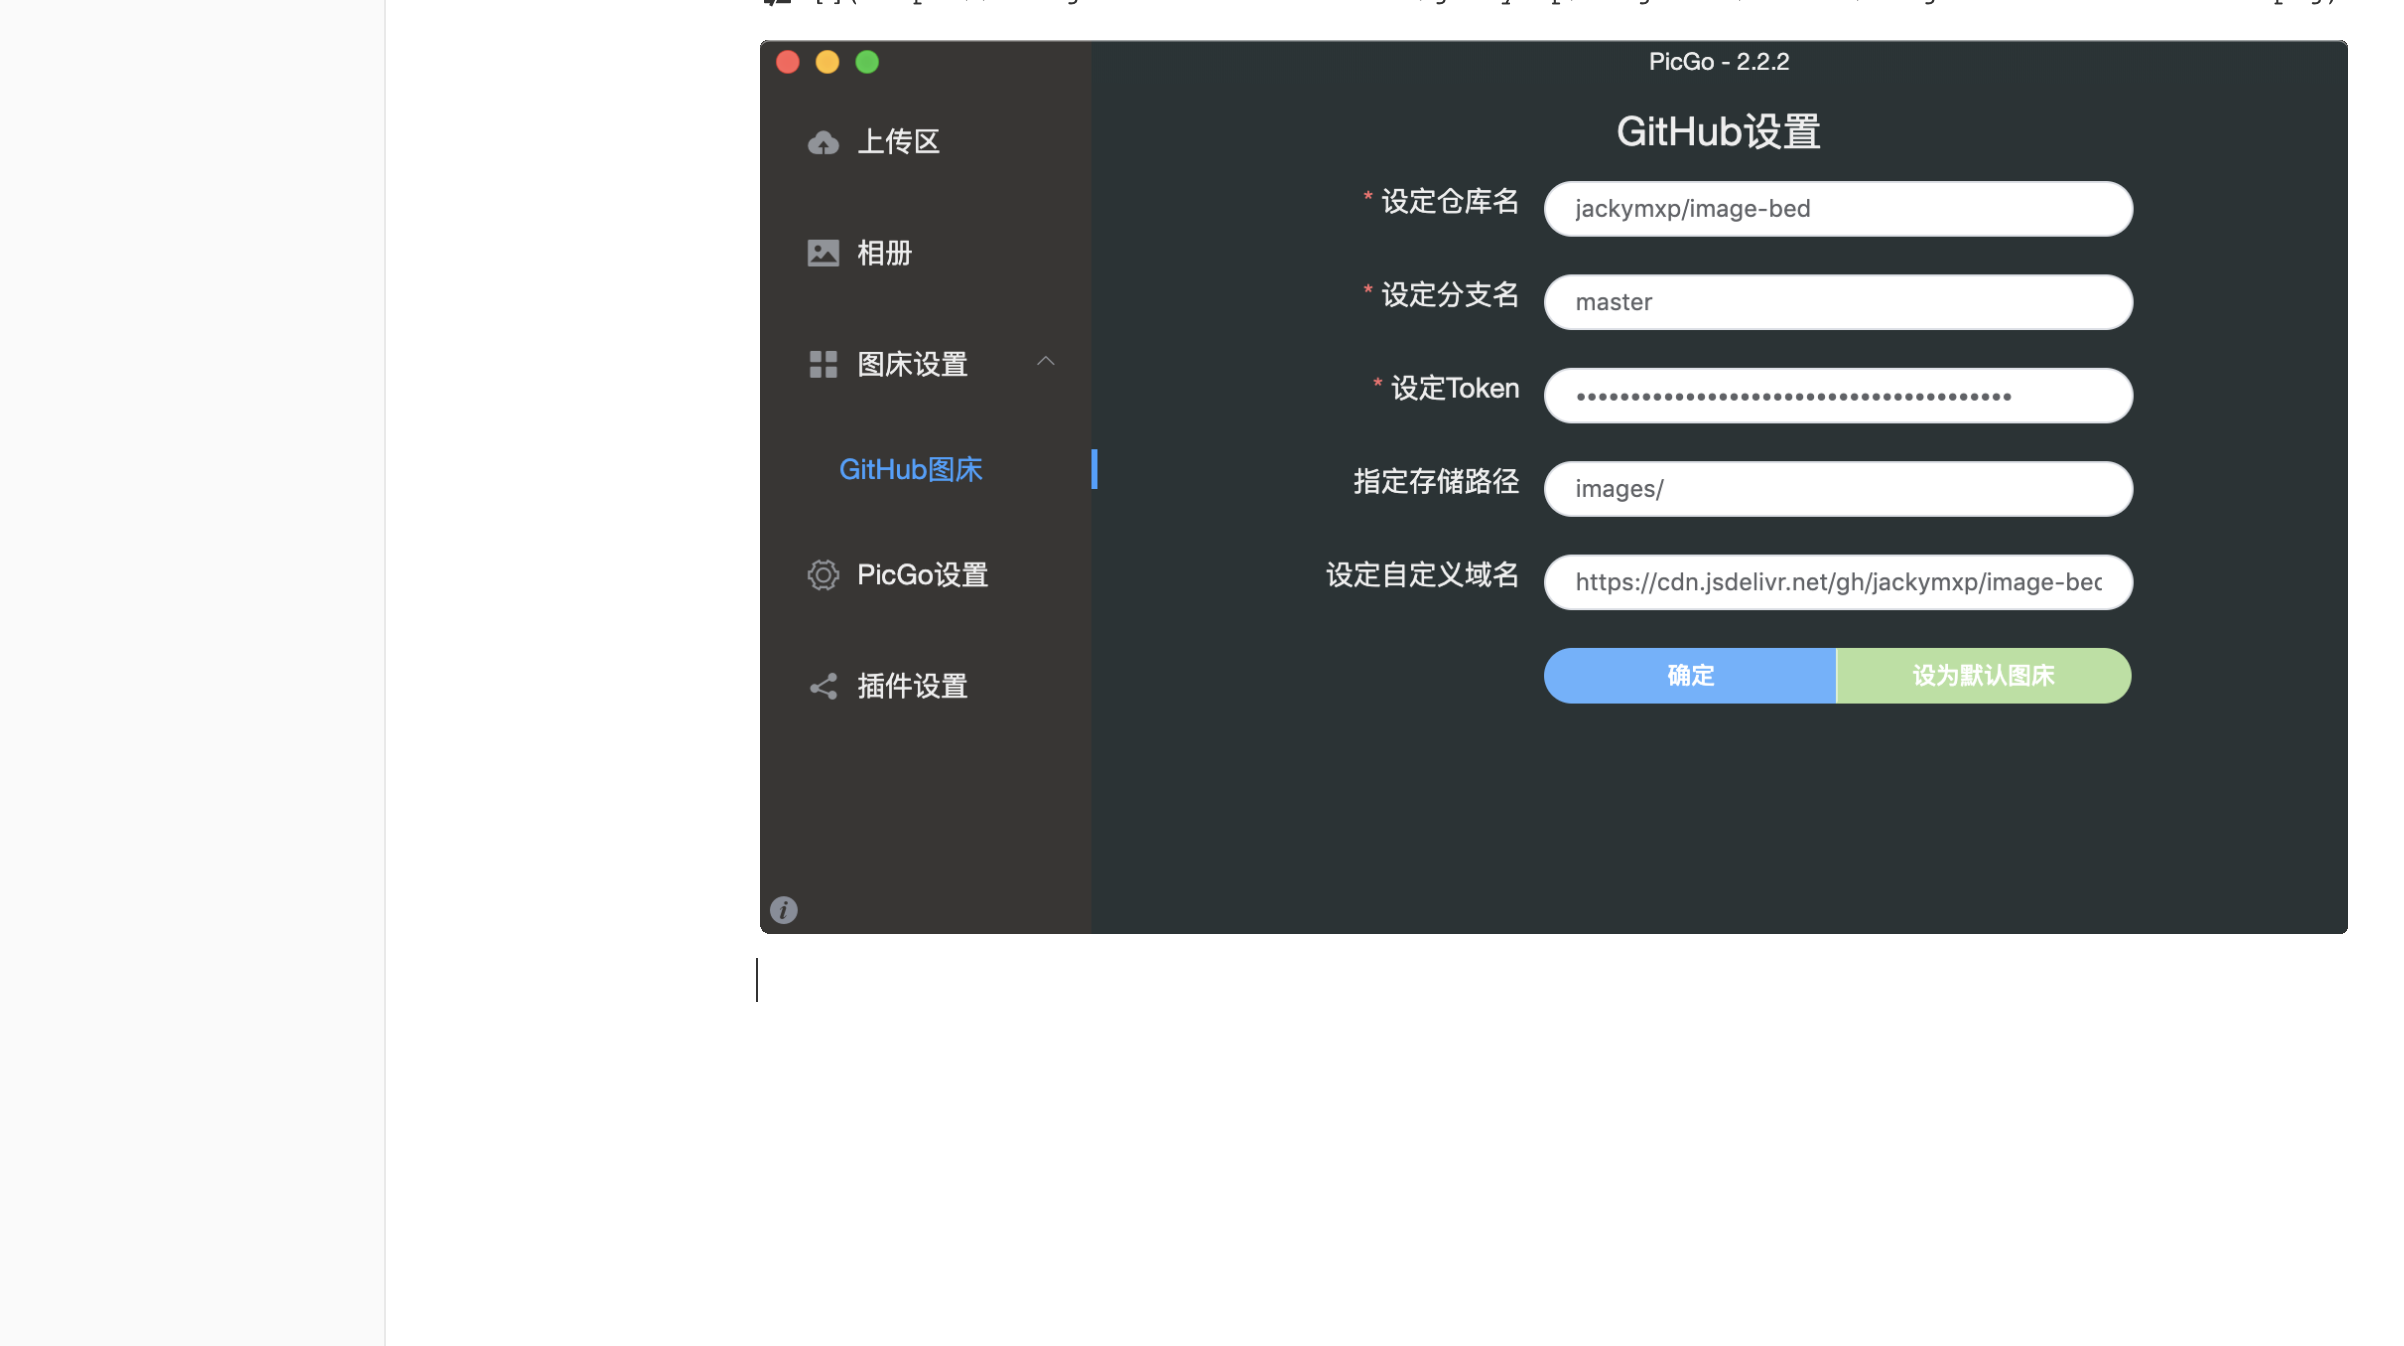 PicGo - 2.2.2
上传区
相册
图床设置
GitHub图床
PicGo设置
插件设置
GitHub设置
* 设定仓库名
jackymxp/image-bed
* 设定分支名
master
* 设定Token
••••••••••••••••••••••••••••••••••••••••
指定存储路径
images/
设定自定义域名
https://cdn.jsdelivr.net/gh/jackymxp/image-bed
确定
设为默认图床